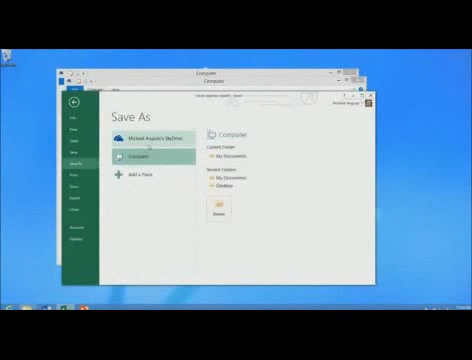 Computer
Computer
Save As
Michael Angiulo's SkyDrive
Computer
Add a Place
Computer
Current Folder
My Documents
Recent Folders
My Documents
Desktop
Browse
Info
New
Open
Save
Save As
Print
Share
Export
Close
Account
Options